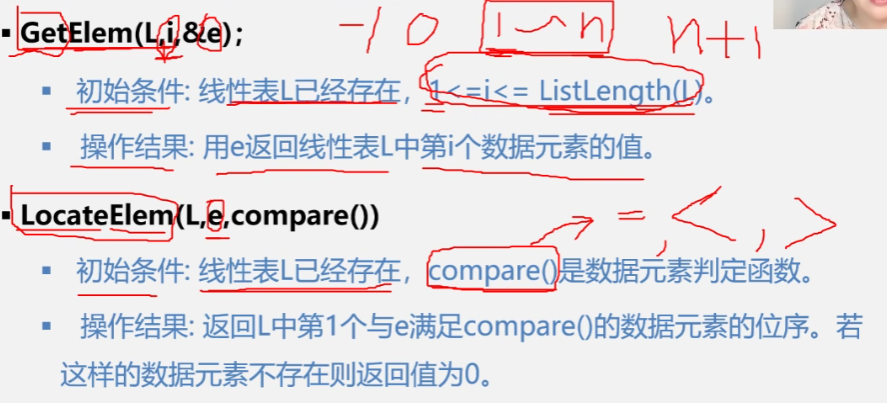 -1 0 1~n n+1
▪ GetElem(L,i,&e);
▪ 初始条件: 线性表L已经存在，1<=i<= ListLength(L)。
▪ 操作结果: 用e返回线性表L中第i个数据元素的值。
= , < , >
▪ LocateElem(L,e,compare())
▪ 初始条件: 线性表L已经存在，compare()是数据元素判定函数。
▪ 操作结果: 返回L中第1个与e满足compare()的数据元素的位序。若
这样的数据元素不存在则返回值为0。